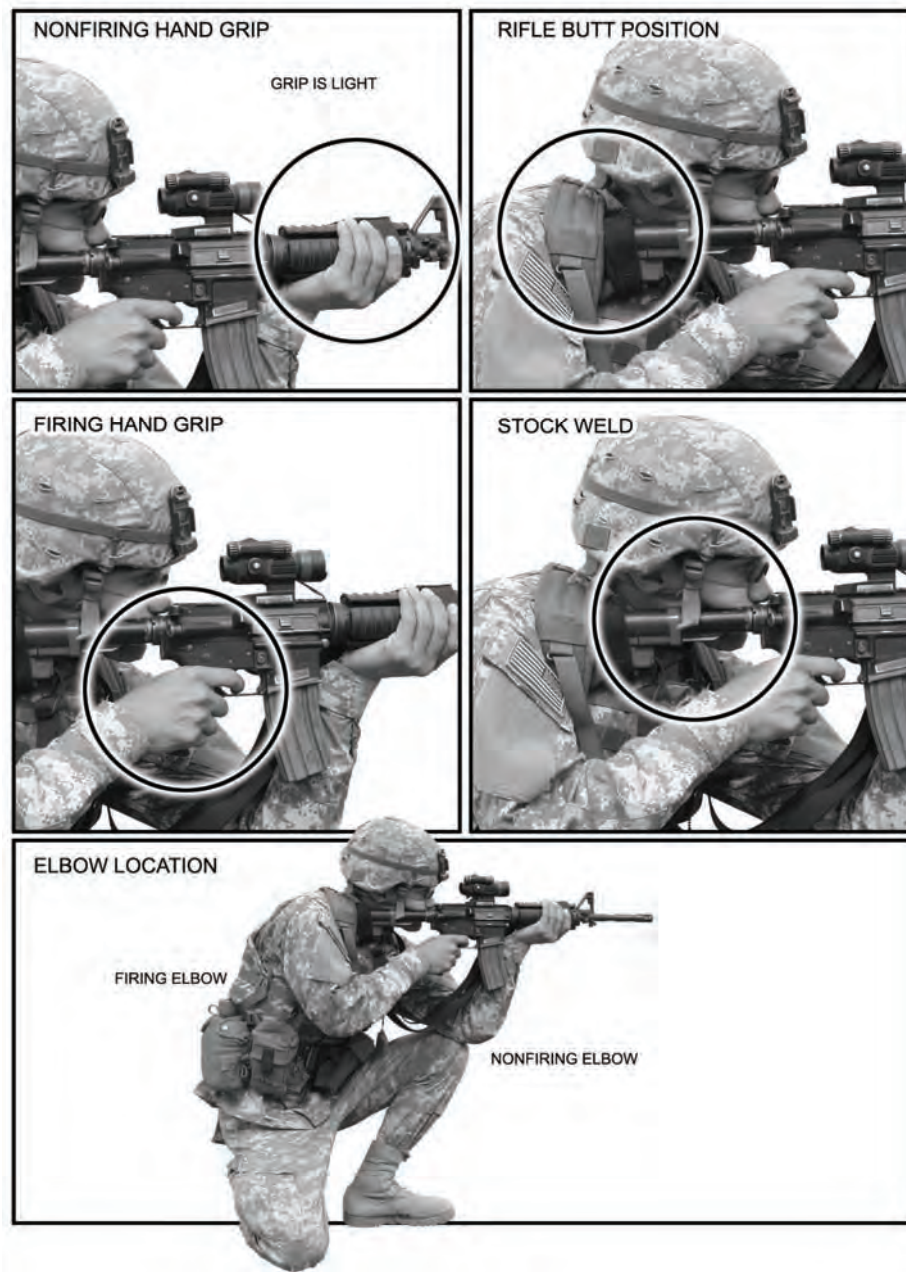 NONFIRING HAND GRIP
GRIP IS LIGHT
RIFLE BUTT POSITION
FIRING HAND GRIP
STOCK WELD
ELBOW LOCATION
FIRING ELBOW
NONFIRING ELBOW